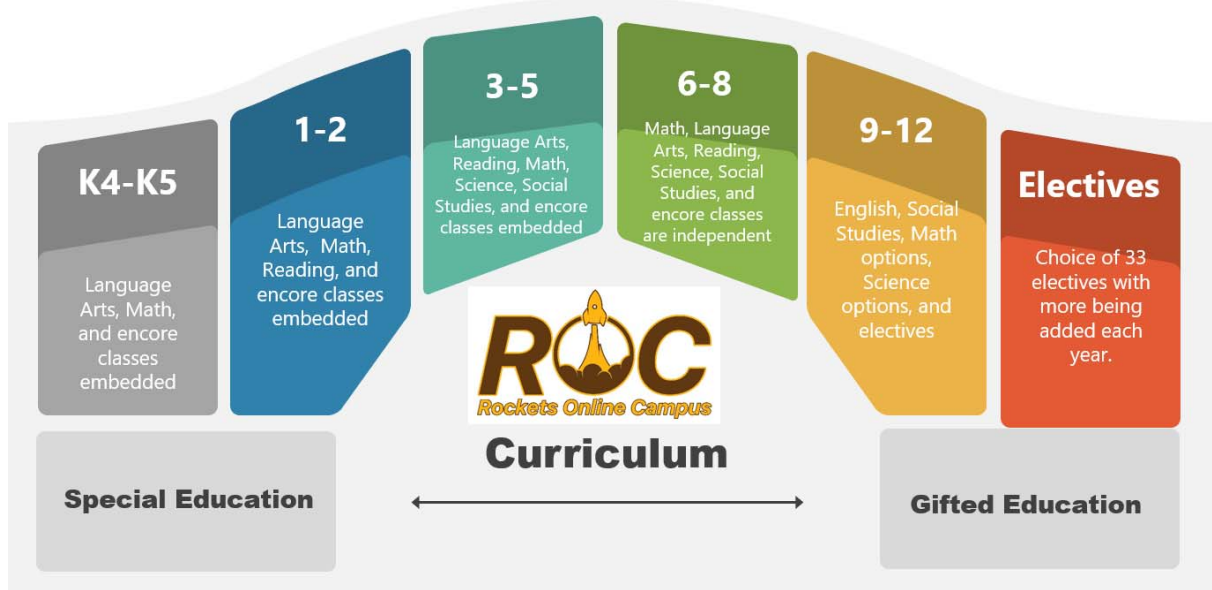 K4-K5
Language
Arts, Math,
and encore
classes
embedded
1-2
Language
Arts, Math,
Reading, and
encore classes
embedded
3-5
Language Arts,
Reading, Math,
Science, Social
Studies, and encore
classes embedded
6-8
Math, Language
Arts, Reading,
Science, Social
Studies, and
encore classes
are independent
9-12
English, Social
Studies, Math
options,
Science
options, and
electives
Electives
Choice of 33
electives with
more being
added each
year.
ROC
Rockets Online Campus
Curriculum
Special Education
Gifted Education